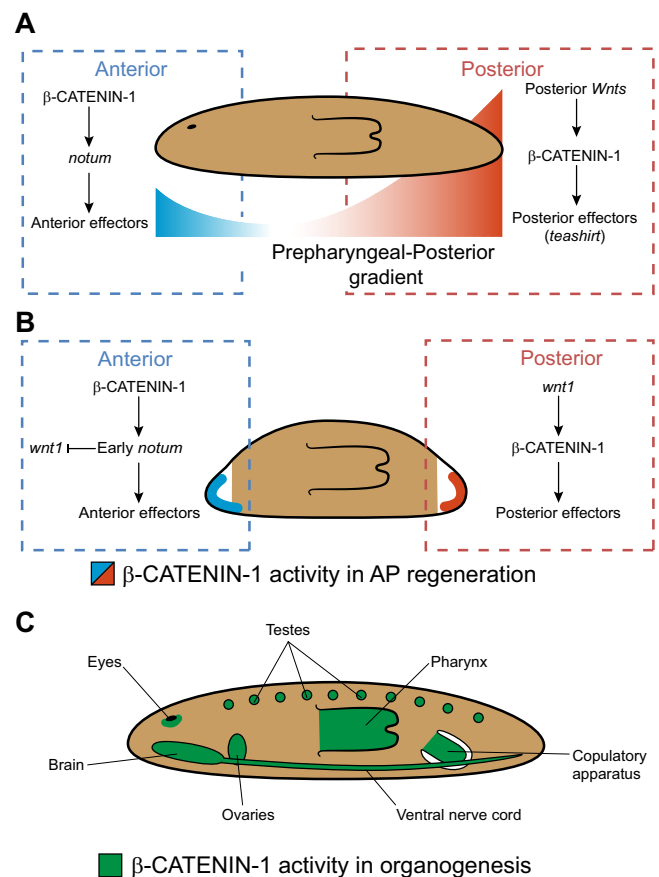 A
Anterior
β-CATENIN-1
notum
Anterior effectors
Posterior
Posterior Wnts
β-CATENIN-1
Posterior effectors
(teashirt)
Prepharyngeal-Posterior
gradient
B
Anterior
β-CATENIN-1
wnt1
Early notum
Anterior effectors
Posterior
wnt1
β-CATENIN-1
Posterior effectors
β-CATENIN-1 activity in AP regeneration
C
Testes
Eyes
Pharynx
Brain
Copulatory
apparatus
Ovaries
Ventral nerve cord
β-CATENIN-1 activity in organogenesis